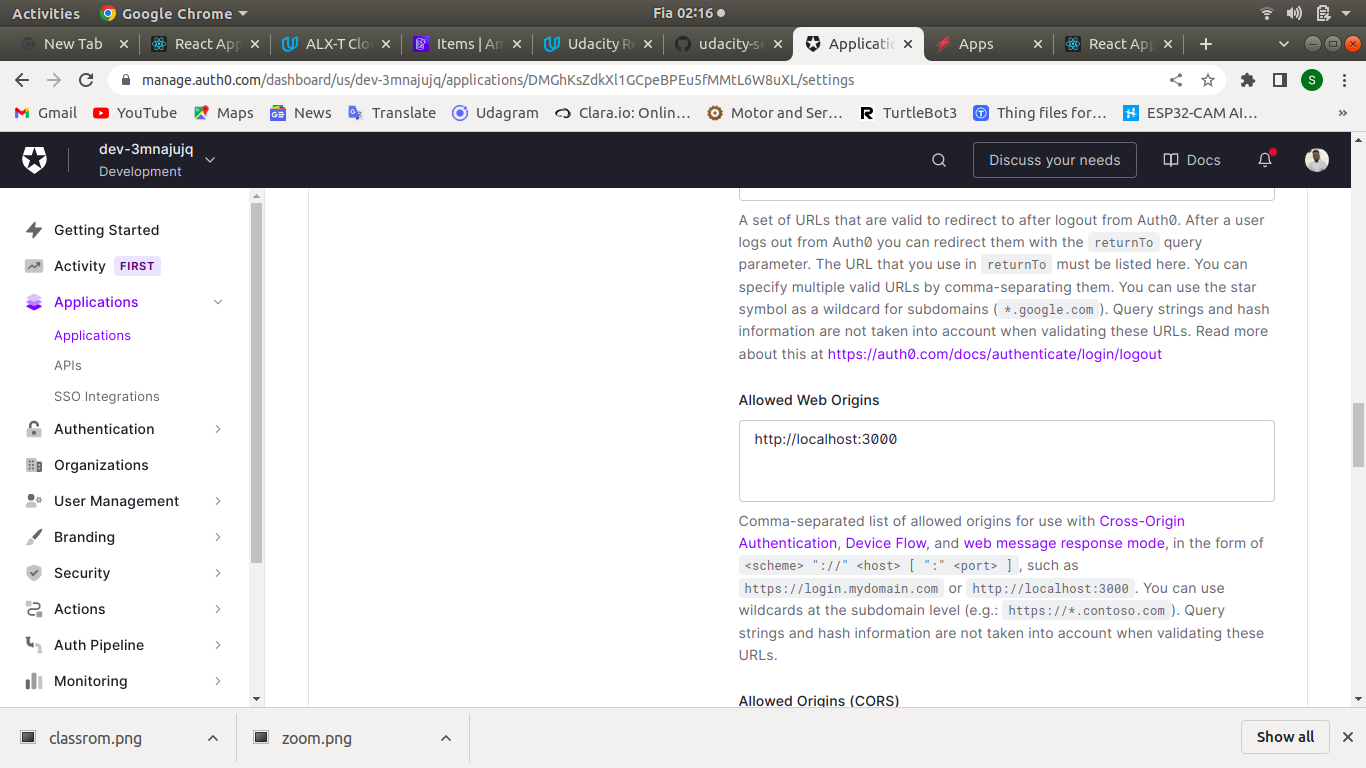 Activities
Google Chrome
Fia 02:16
New Tab
React App
ALX-T Clo
Items | Am
Udacity R
udacity-se
Applicatio
Apps
React App
manage.auth0.com/dashboard/us/dev-3mnajujq/applications/DMGhKsZdkXl1GCpeBPEu5fMMtL6W8uXL/settings
S
Gmail
YouTube
Maps
News
Translate
Udagram
Clara.io: Onlin…
Motor and Ser…
TurtleBot3
Thing files for…
ESP32-CAM AI…
»
dev-3mnajujq
Development
Discuss your needs
Docs
Getting Started
Activity FIRST
Applications
Applications
APIs
SSO Integrations
Authentication
Organizations
User Management
Branding
Security
Actions
Auth Pipeline
Monitoring
A set of URLs that are valid to redirect to after logout from Auth0. After a user
logs out from Auth0 you can redirect them with the returnTo query
parameter. The URL that you use in returnTo must be listed here. You can
specify multiple valid URLs by comma-separating them. You can use the star
symbol as a wildcard for subdomains ( *.google.com ). Query strings and hash
information are not taken into account when validating these URLs. Read more
about this at https://auth0.com/docs/authenticate/login/logout
Allowed Web Origins
http://localhost:3000
Comma-separated list of allowed origins for use with Cross-Origin
Authentication, Device Flow, and web message response mode, in the form of
<scheme> "://" <host> [ ":" <port> ] , such as
https://login.mydomain.com or http://localhost:3000 . You can use
wildcards at the subdomain level (e.g.: https://*.contoso.com ). Query
strings and hash information are not taken into account when validating these
URLs.
Allowed Origins (CORS)
classrom.png
zoom.png
Show all